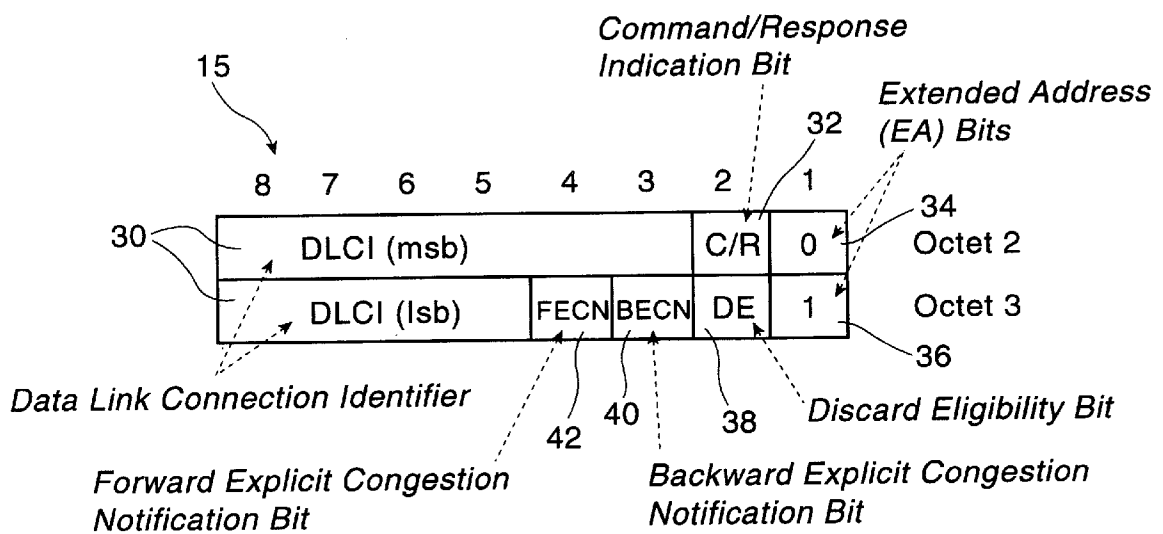 Command/Response
Indication Bit
15
Extended Address
(EA) Bits
32
8 7 6 5 4 3 2 1
30
DLCI (msb) C/R 0
34
Octet 2
DLCI (lsb) FECN BECN DE 1
Octet 3
36
Data Link Connection Identifier
42
40
38
Discard Eligibility Bit
Forward Explicit Congestion
Notification Bit
Backward Explicit Congestion
Notification Bit